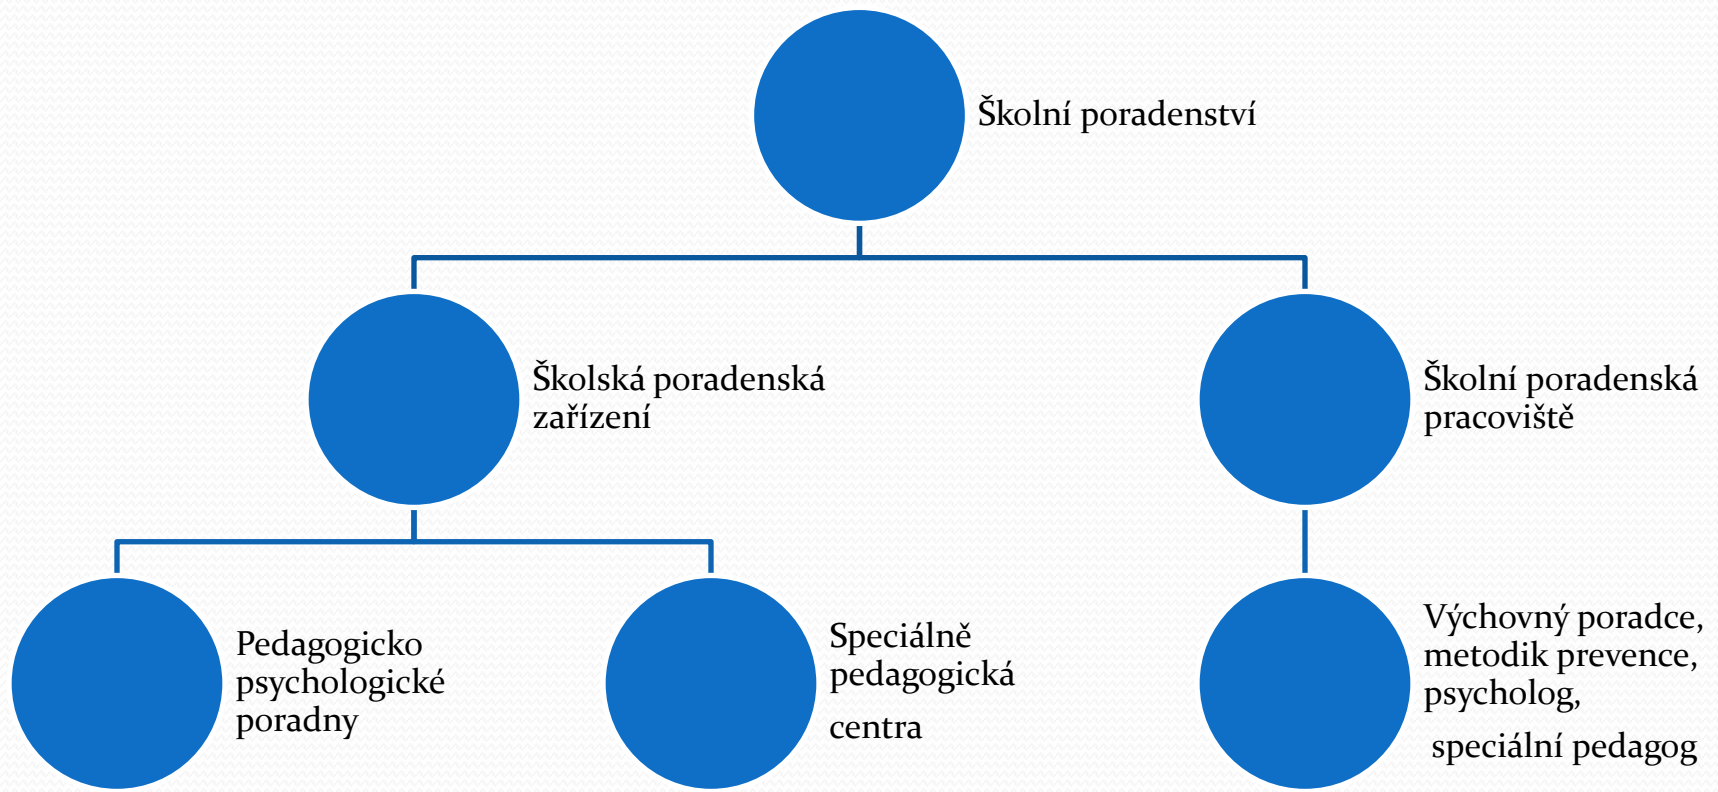 Školní poradenství
Školská poradenská
zařízení
Školní poradenská
pracoviště
Pedagogicko
psychologické
poradny
Speciálně
pedagogická
centra
Výchovný poradce,
metodik prevence,
psycholog,
speciální pedagog